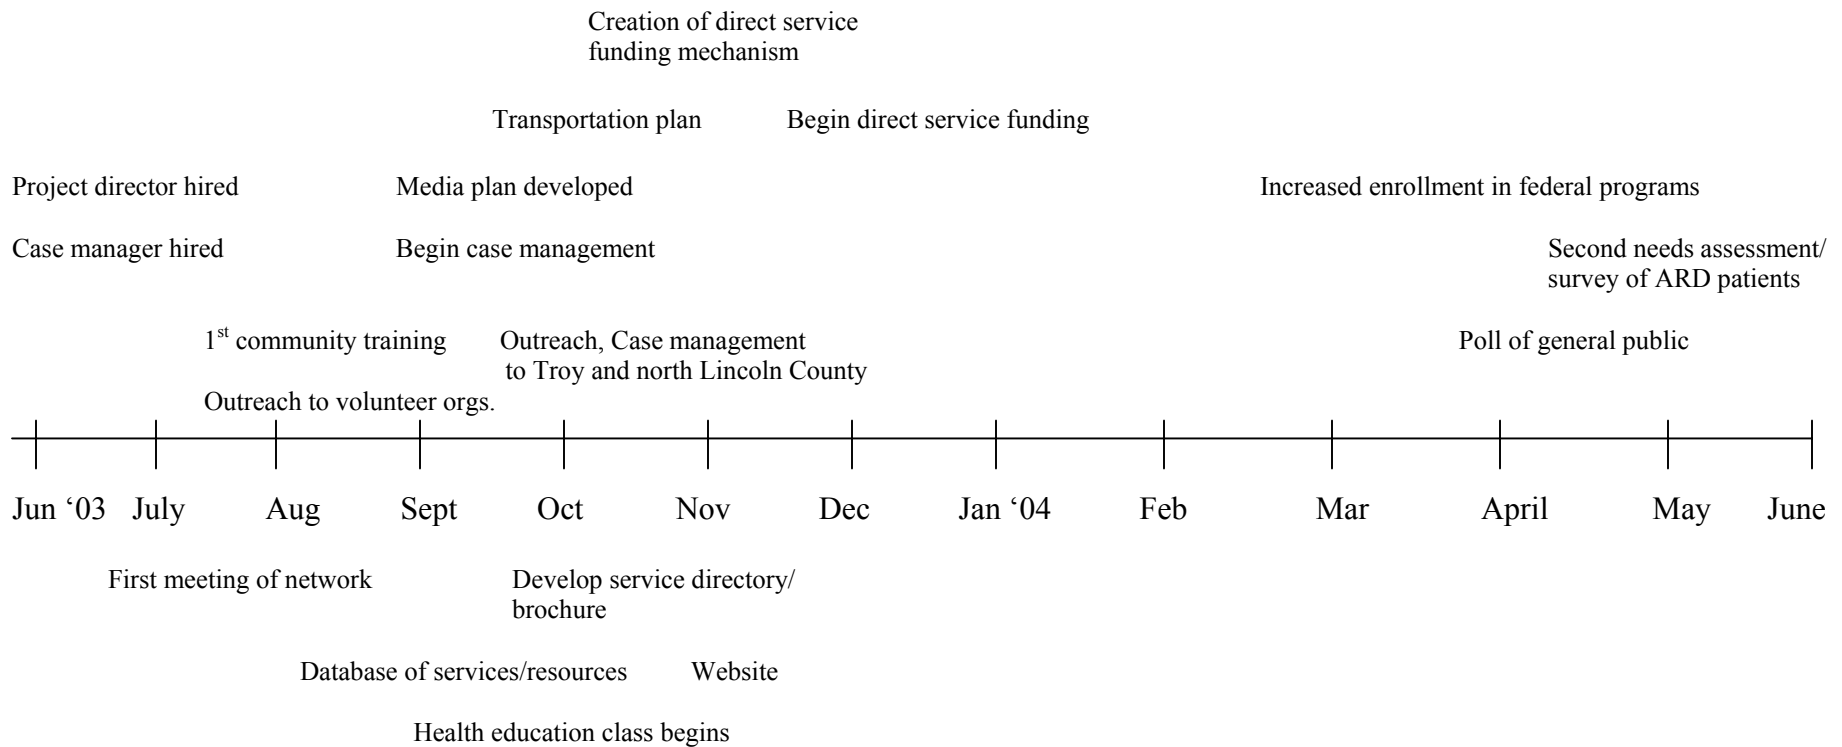 Creation of direct service
funding mechanism
Transportation plan Begin direct service funding
Project director hired Media plan developed Increased enrollment in federal programs
Case manager hired Begin case management Second needs assessment/
survey of ARD patients
1st community training Outreach, Case management Poll of general public
to Troy and north Lincoln County
Outreach to volunteer orgs.
Jun ‘03 July Aug Sept Oct Nov Dec Jan ‘04 Feb Mar April May June
First meeting of network Develop service directory/
brochure
Database of services/resources Website
Health education class begins